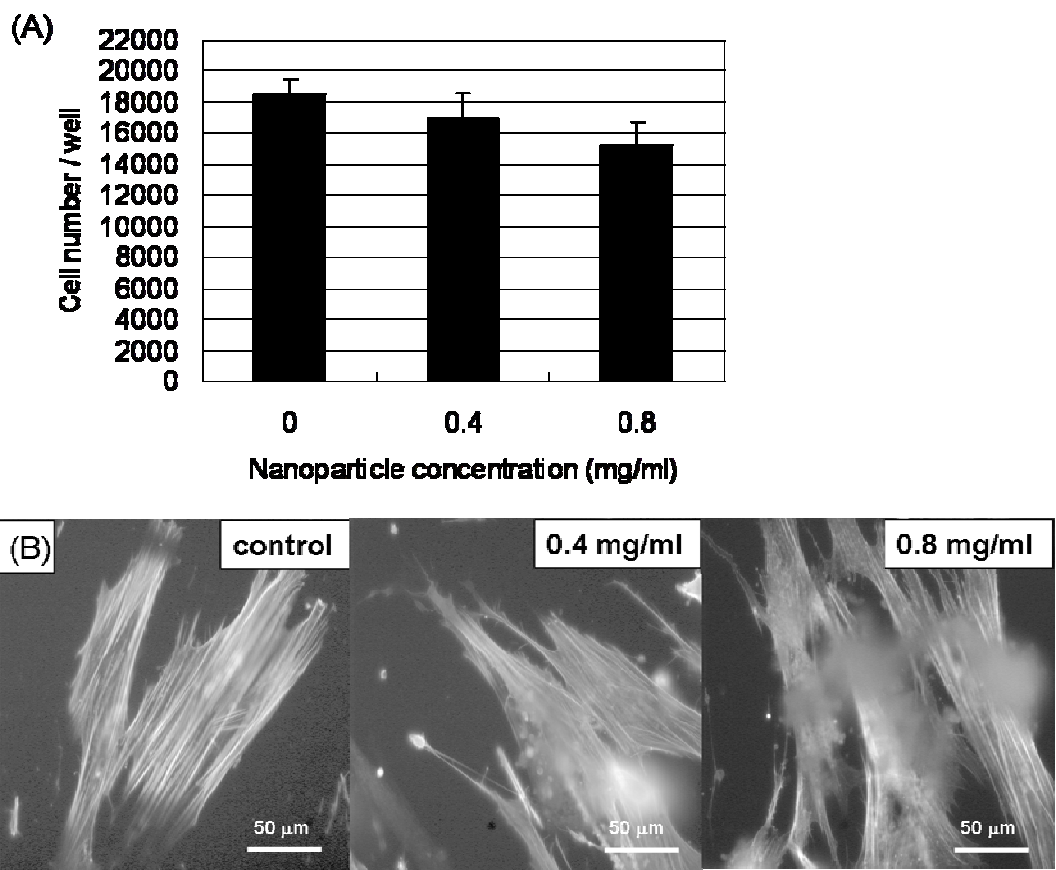 (A)
22000
20000
18000
16000
14000
12000
10000
8000
6000
4000
2000
0
Cell number / well
0 0.4 0.8
Nanoparticle concentration (mg/ml)
(B) control 0.4 mg/ml 0.8 mg/ml
50 μm 50 μm 50 μm